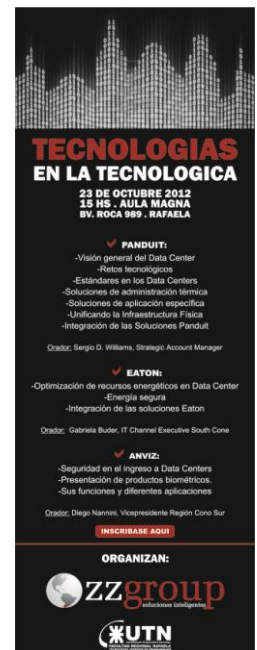 TECNOLOGIAS
EN LA TECNOLOGICA
23 DE OCTUBRE 2012
15 HS . AULA MAGNA
BV. ROCA 989 . RAFAELA
PANDUIT:
-Visión general del Data Center
-Retos tecnológicos
-Estándares en los Data Centers
-Soluciones de administración térmica
-Soluciones de aplicación específica
-Unificando la Infraestructura Física
-Integración de las Soluciones Panduit
Orador: Sergio D. Williams, Strategic Account Manager
EATON:
-Optimización de recursos energéticos en Data Center
-Energía segura
-Integración de las soluciones Eaton
Orador: Gabriela Buder, IT Channel Executive South Cone
ANVIZ:
-Seguridad en el ingreso a Data Centers
-Presentación de productos biométricos.
-Sus funciones y diferentes aplicaciones
Orador: Diego Nannini, Vicepresidente Región Cono Sur
INSCRIBASE AQUI
ORGANIZAN:
zzgroup
soluciones inteligentes
UTN
FACULTAD REGIONAL RAFAELA